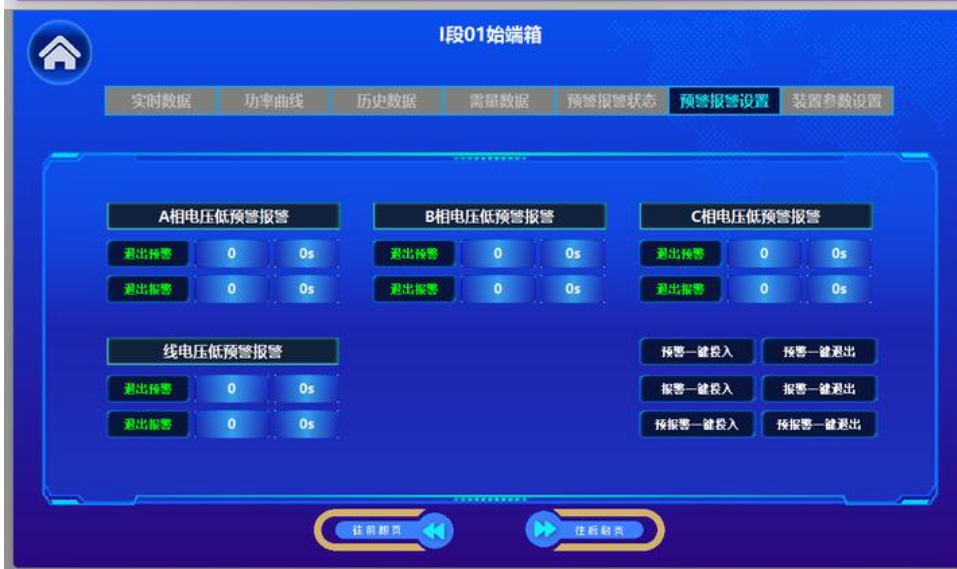 I段01始端箱
实时数据 功率曲线 历史数据 需量数据 预警报警状态 预警报警设置 装置参数设置
A相电压低预警报警 B相电压低预警报警 C相电压低预警报警
退出预警 0 0s 退出预警 0 0s 退出预警 0 0s
退出报警 0 0s 退出报警 0 0s 退出报警 0 0s
线电压低预警报警
预警一键投入 预警一键退出
退出预警 0 0s
报警一键投入 报警一键退出
退出报警 0 0s
预报警一键投入 预报警一键退出
往前翻页 往后翻页